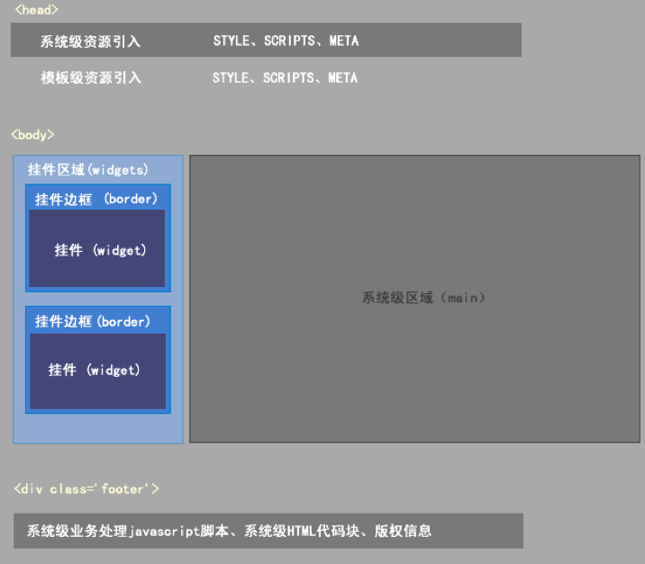 <head>
系统级资源引入 STYLE、SCRIPTS、META
模板级资源引入 STYLE、SCRIPTS、META
<body>
挂件区域(widgets)
挂件边框 (border)
挂件 (widget)
挂件边框(border)
挂件 (widget)
系统级区域（main）
<div class='footer'>
系统级业务处理javascript脚本、系统级HTML代码块、版权信息